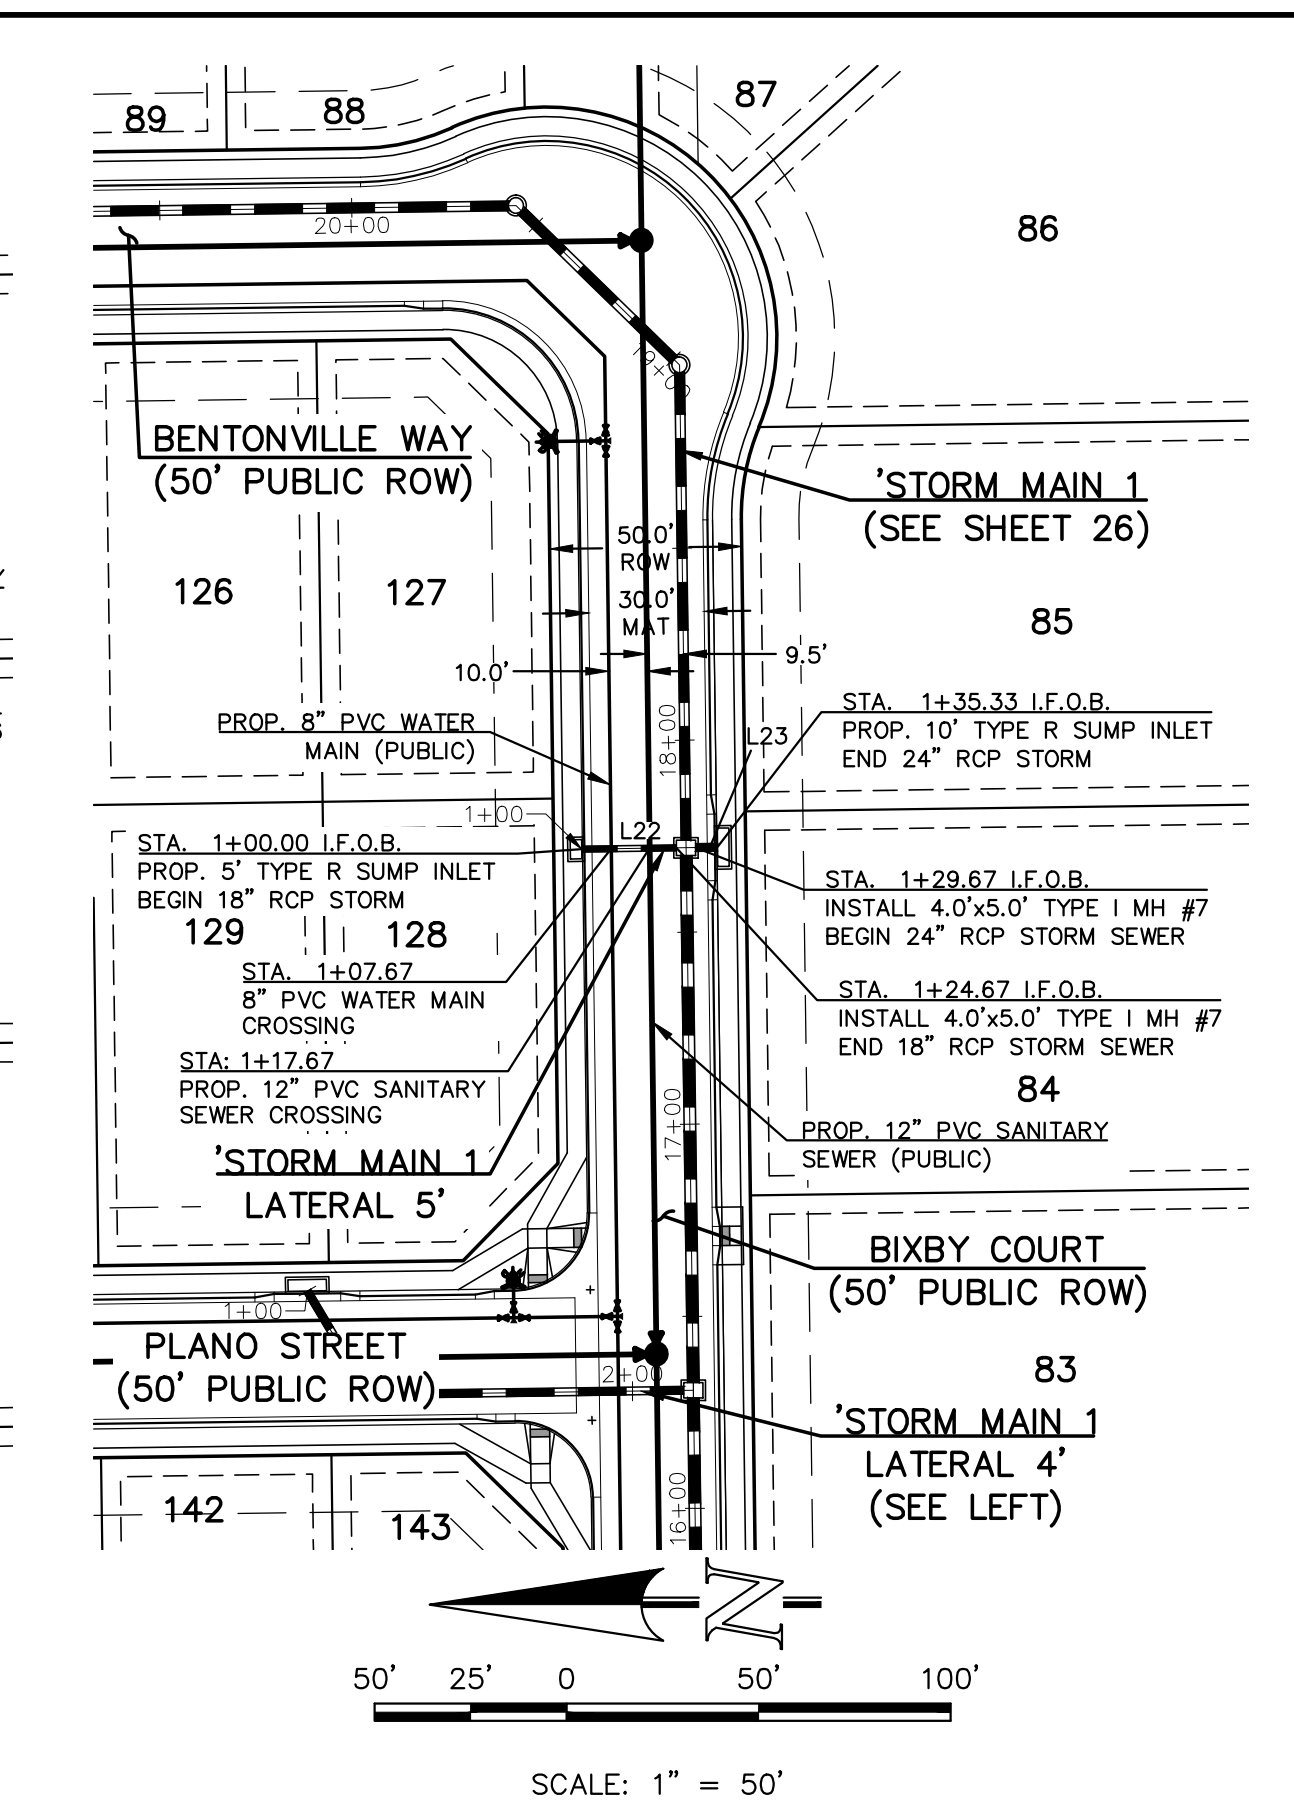 89
88
87
86
20+00
19+00
BENTONVILLE WAY
(50' PUBLIC ROW)
'STORM MAIN 1
(SEE SHEET 26)
50.0'
ROW
126
127
30.0'
MAT
85
10.0'
9.5'
PROP. 8" PVC WATER
MAIN (PUBLIC)
18+00
L23
STA. 1+35.33 I.F.O.B.
PROP. 10' TYPE R SUMP INLET
END 24" RCP STORM
1+00
L22
STA. 1+00.00 I.F.O.B.
PROP. 5' TYPE R SUMP INLET
BEGIN 18" RCP STORM
129
128
STA. 1+29.67 I.F.O.B.
INSTALL 4.0'x5.0' TYPE I MH #7
BEGIN 24" RCP STORM SEWER
STA. 1+07.67
8" PVC WATER MAIN
CROSSING
STA. 1+24.67 I.F.O.B.
INSTALL 4.0'x5.0' TYPE I MH #7
END 18" RCP STORM SEWER
STA: 1+17.67
PROP. 12" PVC SANITARY
SEWER CROSSING
84
17+00
PROP. 12" PVC SANITARY
SEWER (PUBLIC)
'STORM MAIN 1
LATERAL 5'
BIXBY COURT
(50' PUBLIC ROW)
1+00
PLANO STREET
(50' PUBLIC ROW)
2+00
83
'STORM MAIN 1
LATERAL 4'
(SEE LEFT)
16+00
142
143
N
50' 25' 0 50' 100'
SCALE: 1" = 50'